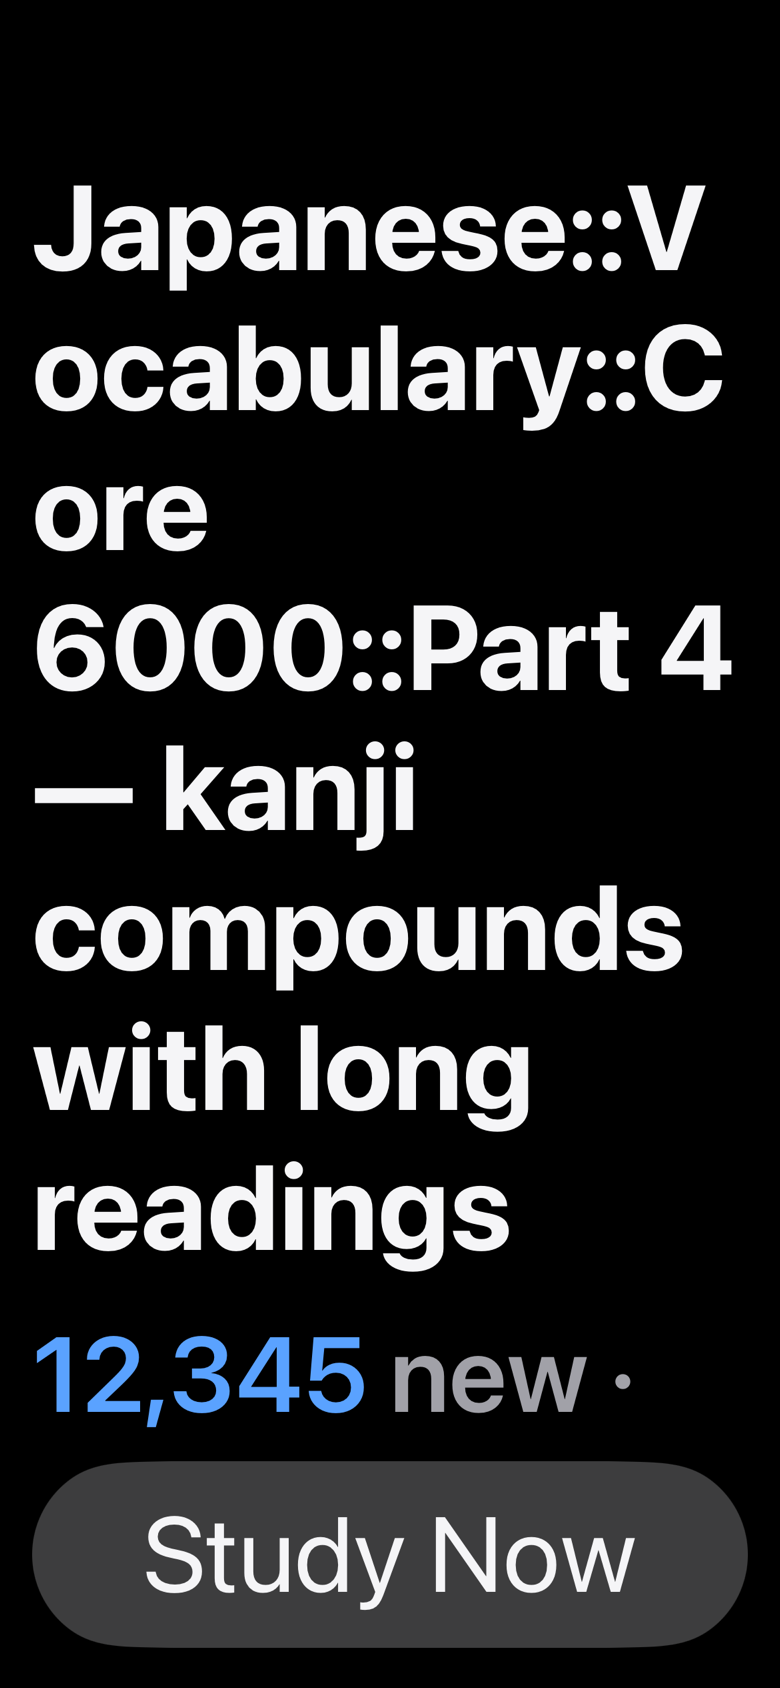 Japanese::V
ocabulary::C
ore
6000::Part 4
— kanji
compounds
with long
readings
12,345 new ·
Study Now